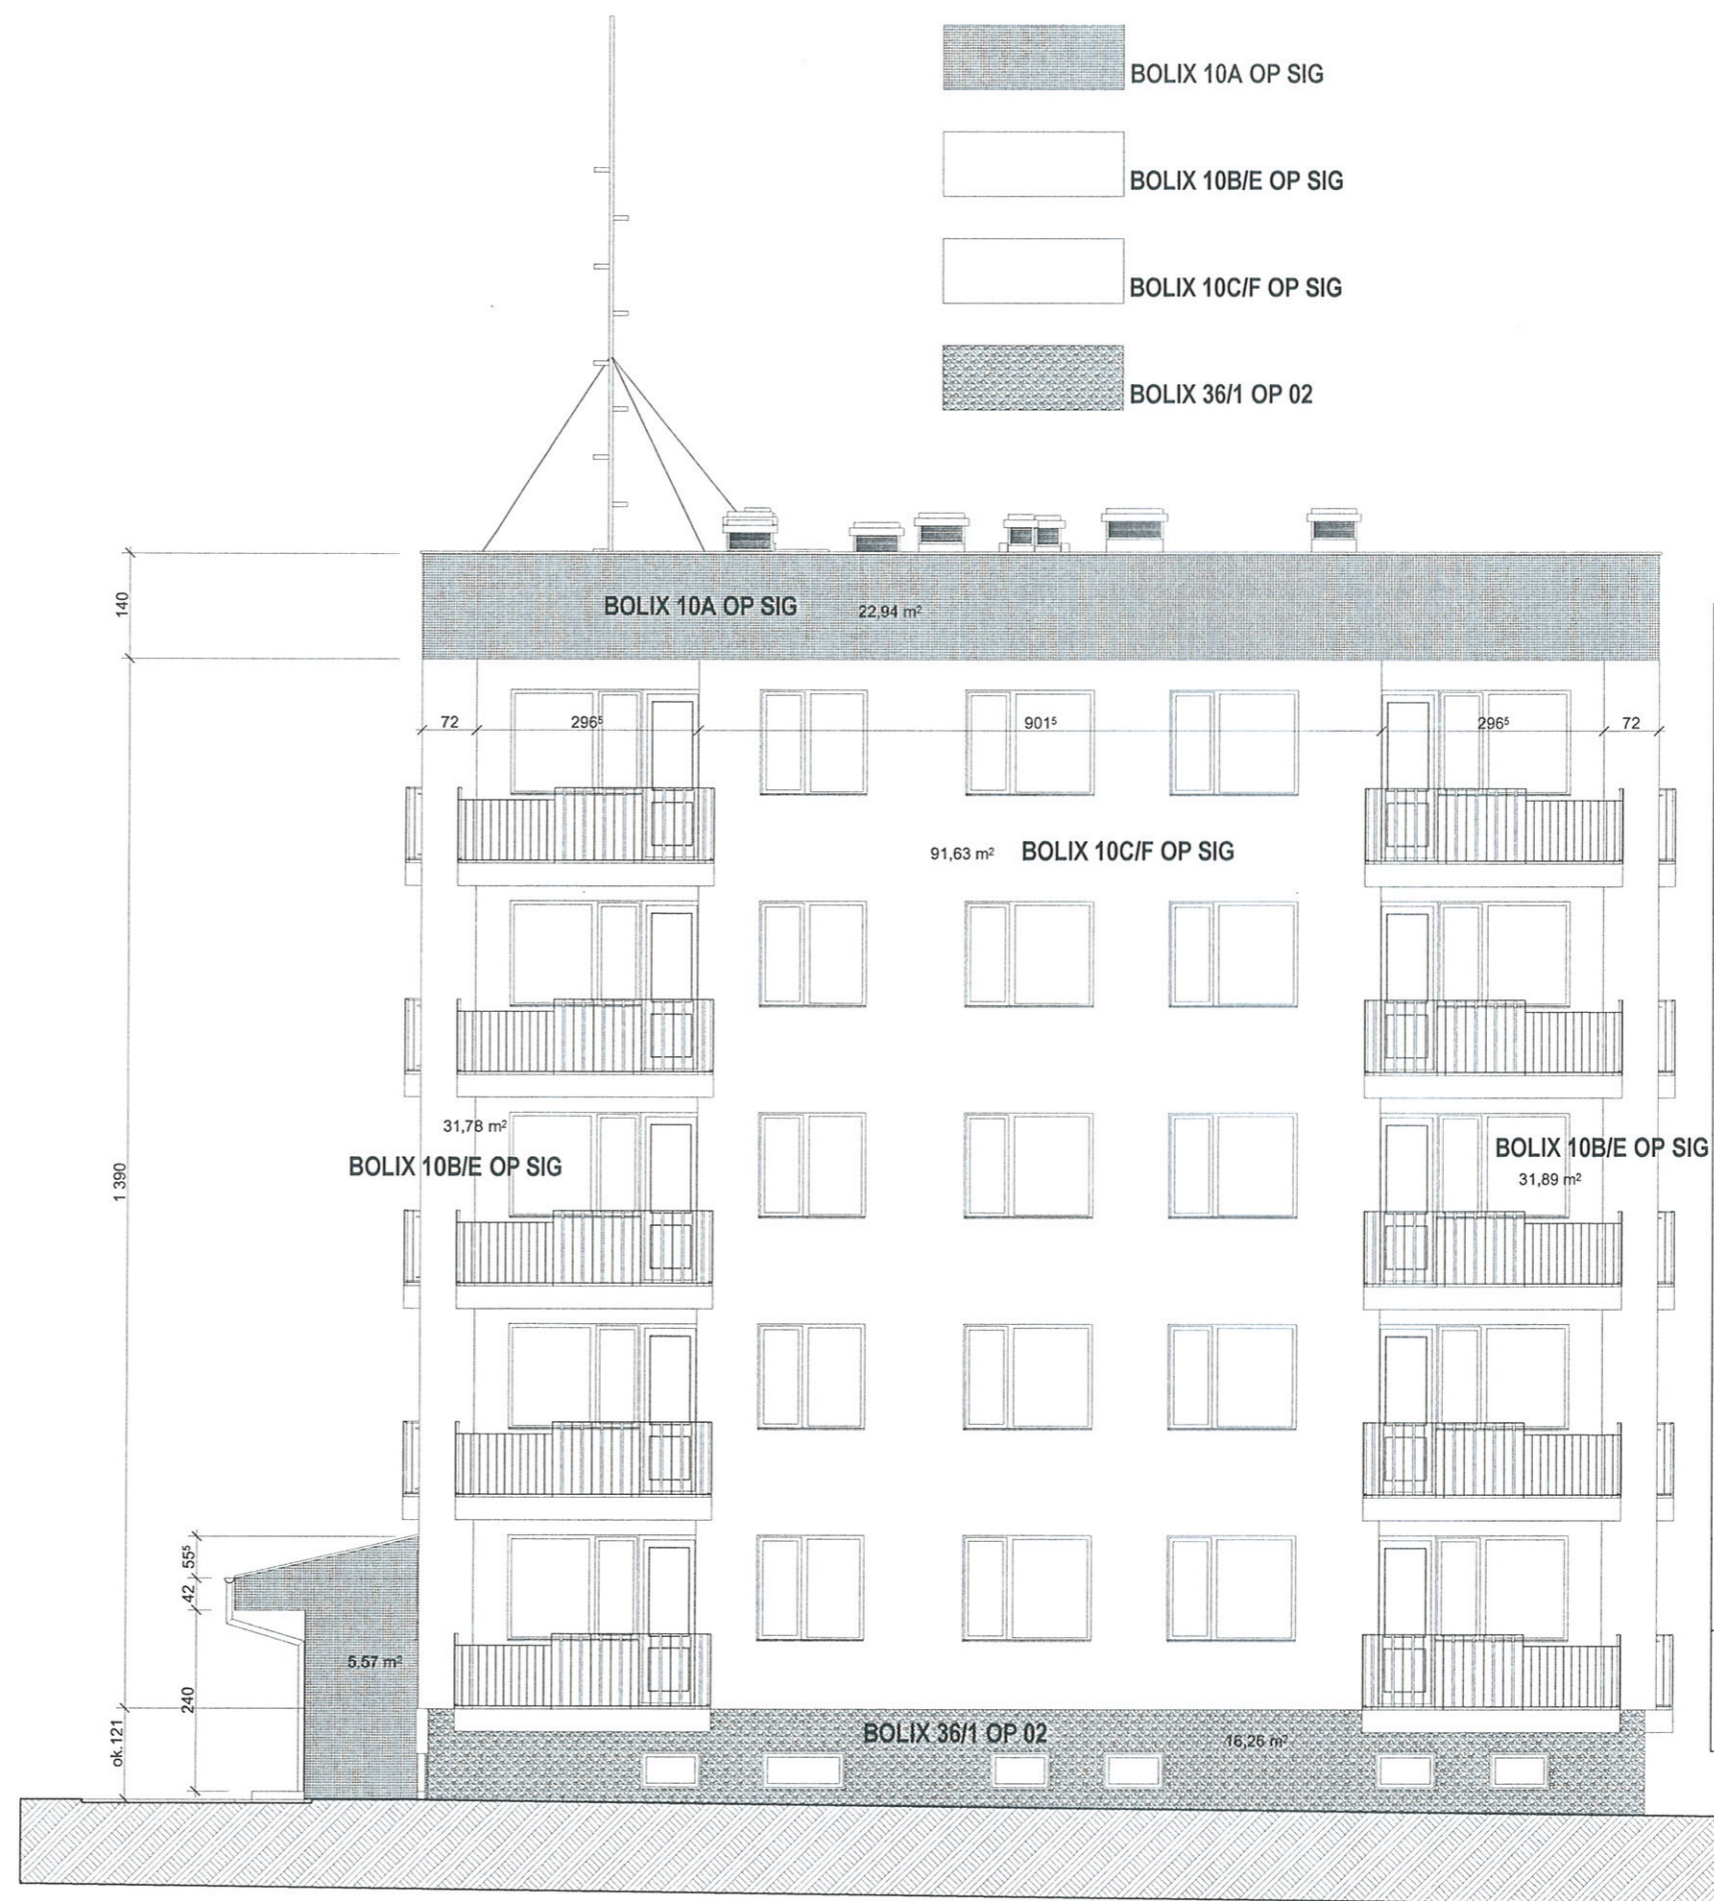 BOLIX 10A OP SIG
BOLIX 10B/E OP SIG
BOLIX 10C/F OP SIG
BOLIX 36/1 OP 02
140
BOLIX 10A OP SIG 22,94 m²
72 296⁵ 901⁵ 296⁵ 72
91,63 m² BOLIX 10C/F OP SIG
31,78 m²
BOLIX 10B/E OP SIG
BOLIX 10B/E OP SIG
31,89 m²
1 390
55⁵
42
240
5,57 m²
ok.121
BOLIX 36/1 OP 02 16,26 m²